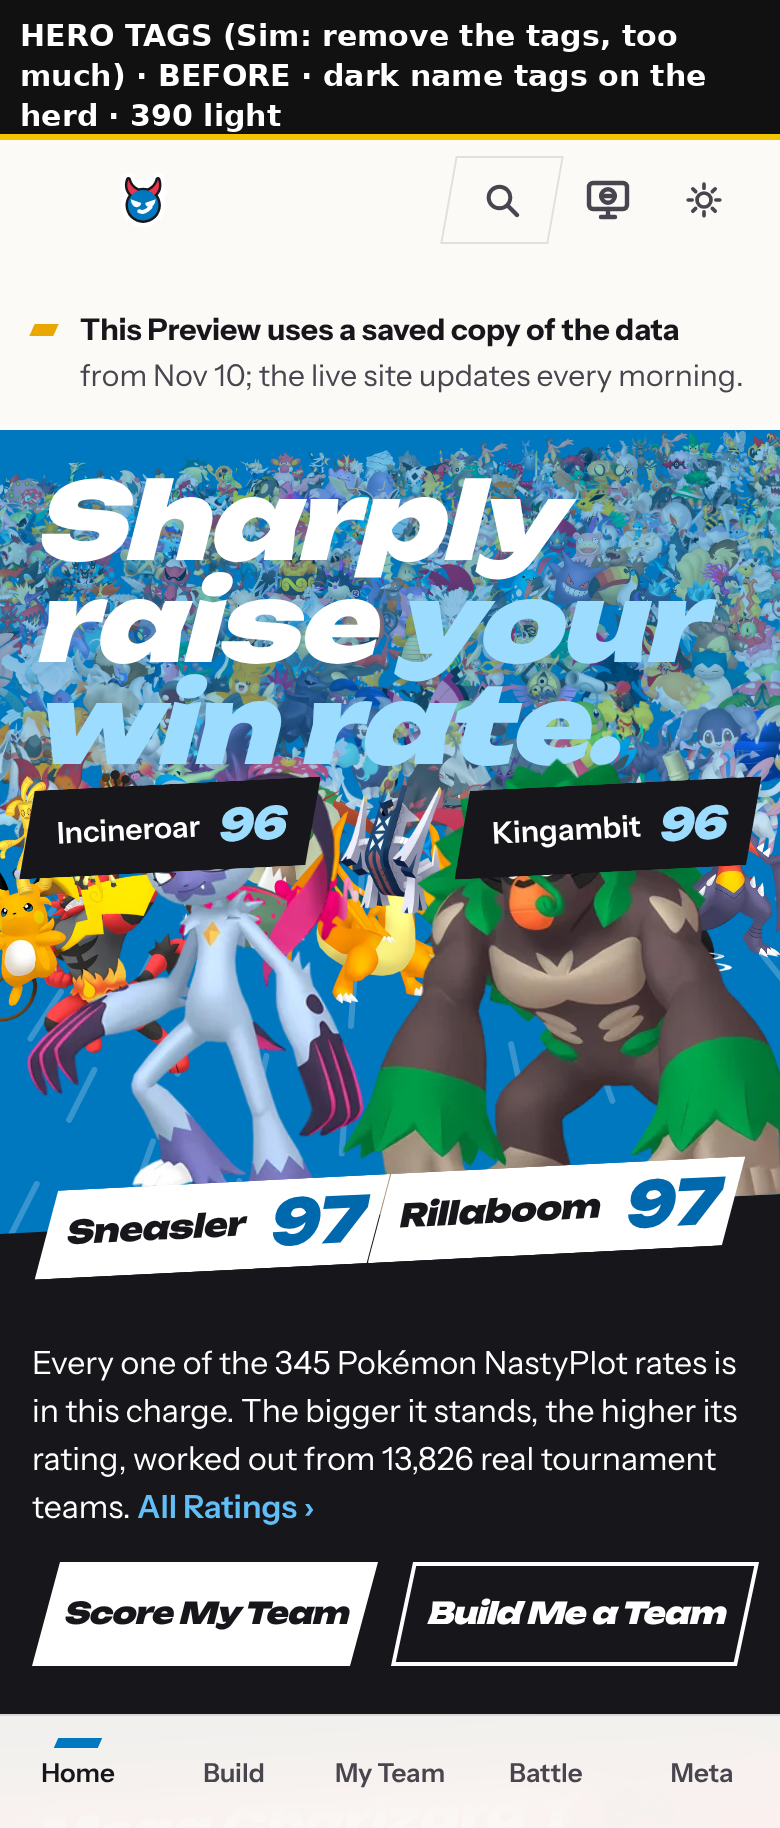 HERO TAGS (Sim: remove the tags, too
much) · BEFORE · dark name tags on the
herd · 390 light
This Preview uses a saved copy of the data
from Nov 10; the live site updates every morning.
Sharply
raise your
win rate.
Incineroar 96
Kingambit 96
Sneasler 97
Rillaboom 97
Every one of the 345 Pokémon NastyPlot rates is
in this charge. The bigger it stands, the higher its
rating, worked out from 13,826 real tournament
teams. All Ratings ›
Score My Team
Build Me a Team
Home
Build
My Team
Battle
Meta